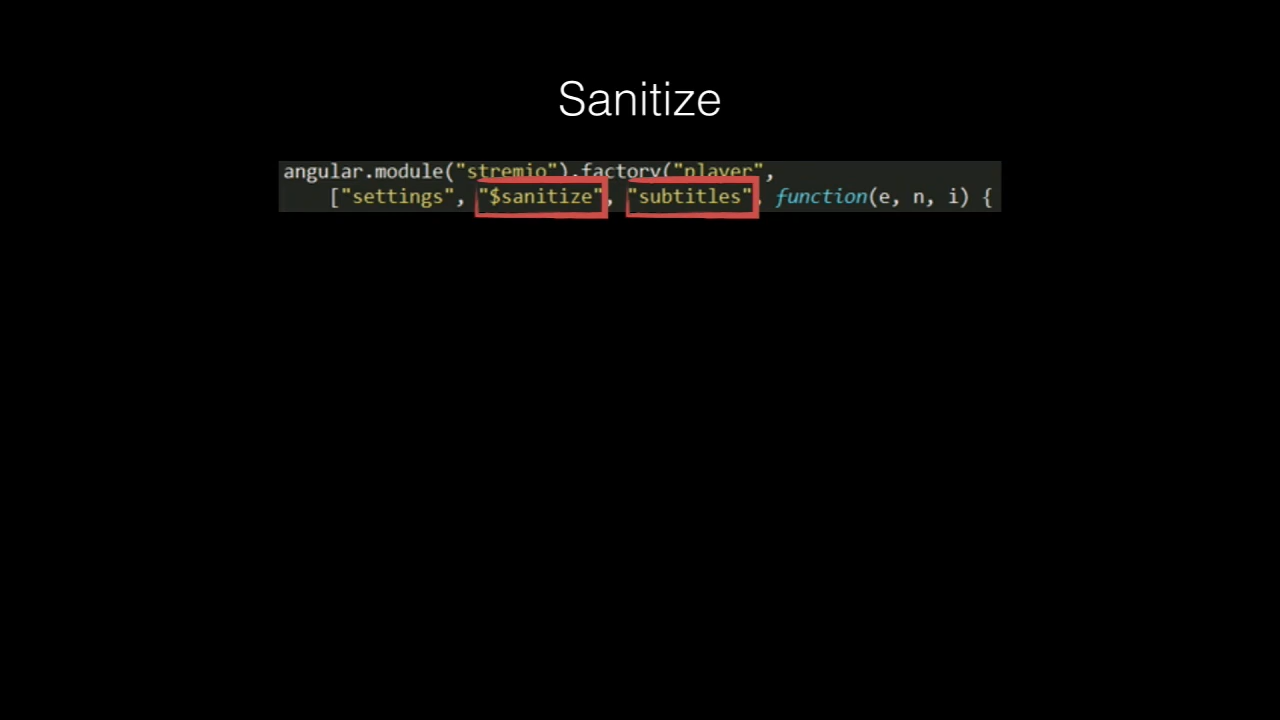 Sanitize
angular.module("stremio").factory("player",
["settings", "$sanitize", "subtitles", function(e, n, i) {